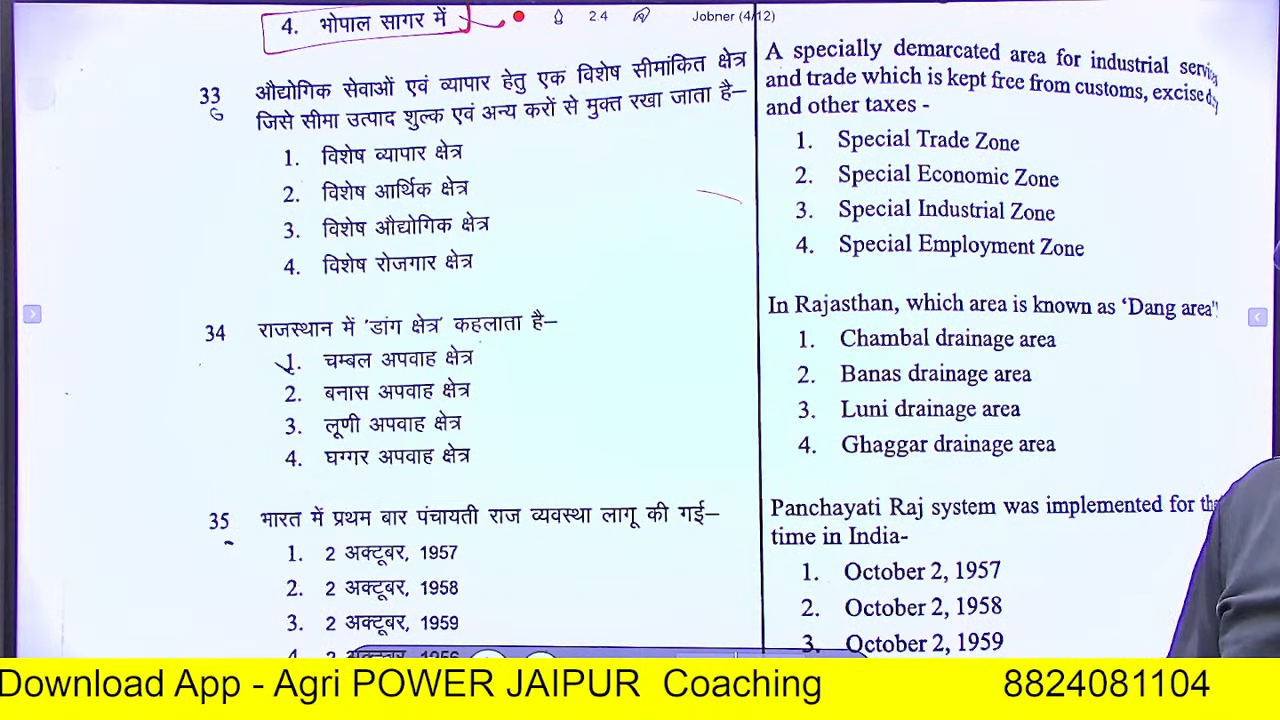 4. भोपाल सागर में
2.4
Jobner (4/12)
33 औद्योगिक सेवाओं एवं व्यापार हेतु एक विशेष सीमांकित क्षेत्र
जिसे सीमा उत्पाद शुल्क एवं अन्य करों से मुक्त रखा जाता है–
1. विशेष व्यापार क्षेत्र
2. विशेष आर्थिक क्षेत्र
3. विशेष औद्योगिक क्षेत्र
4. विशेष रोजगार क्षेत्र
34 राजस्थान में 'डांग क्षेत्र' कहलाता है–
1. चम्बल अपवाह क्षेत्र
2. बनास अपवाह क्षेत्र
3. लूणी अपवाह क्षेत्र
4. घग्गर अपवाह क्षेत्र
35 भारत में प्रथम बार पंचायती राज व्यवस्था लागू की गई–
1. 2 अक्टूबर, 1957
2. 2 अक्टूबर, 1958
3. 2 अक्टूबर, 1959
A specially demarcated area for industrial
and trade which is kept free from customs, excise
and other taxes -
1. Special Trade Zone
2. Special Economic Zone
3. Special Industrial Zone
4. Special Employment Zone
In Rajasthan, which area is known as 'Dang area'
1. Chambal drainage area
2. Banas drainage area
3. Luni drainage area
4. Ghaggar drainage area
Panchayati Raj system was implemented for
time in India-
1. October 2, 1957
2. October 2, 1958
3. October 2, 1959
Download App - Agri POWER JAIPUR Coaching 8824081104